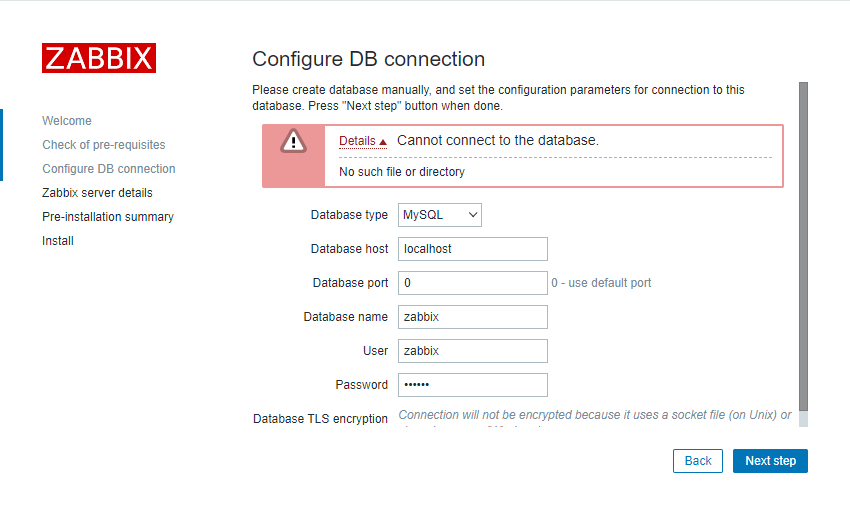 ZABBIX
Welcome
Check of pre-requisites
Configure DB connection
Zabbix server details
Pre-installation summary
Install
Configure DB connection
Please create database manually, and set the configuration parameters for connection to this
database. Press "Next step" button when done.
Details Cannot connect to the database.
No such file or directory
Database type MySQL
Database host localhost
Database port 0 0 - use default port
Database name zabbix
User zabbix
Password ••••••
Database TLS encryption Connection will not be encrypted because it uses a socket file (on Unix) or
Back Next step